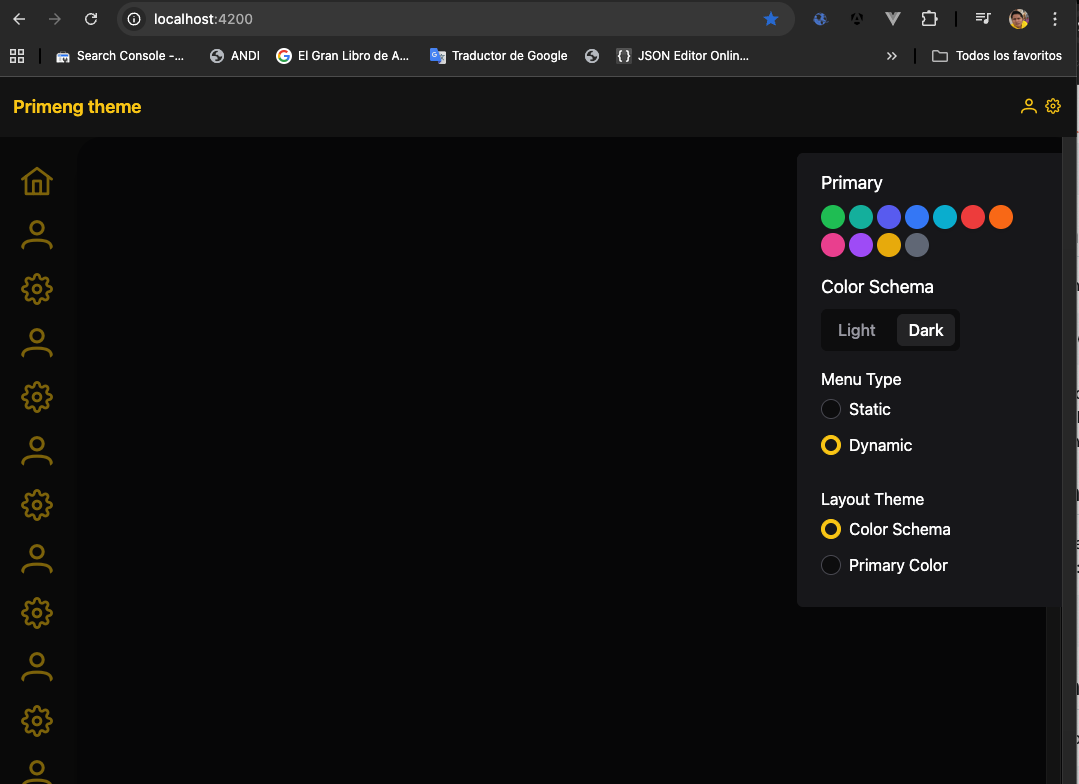 localhost:4200
Search Console -... ANDI El Gran Libro de A... Traductor de Google JSON Editor Onlin... » Todos los favoritos
Primeng theme
Primary
Color Schema
Light Dark
Menu Type
Static
Dynamic
Layout Theme
Color Schema
Primary Color